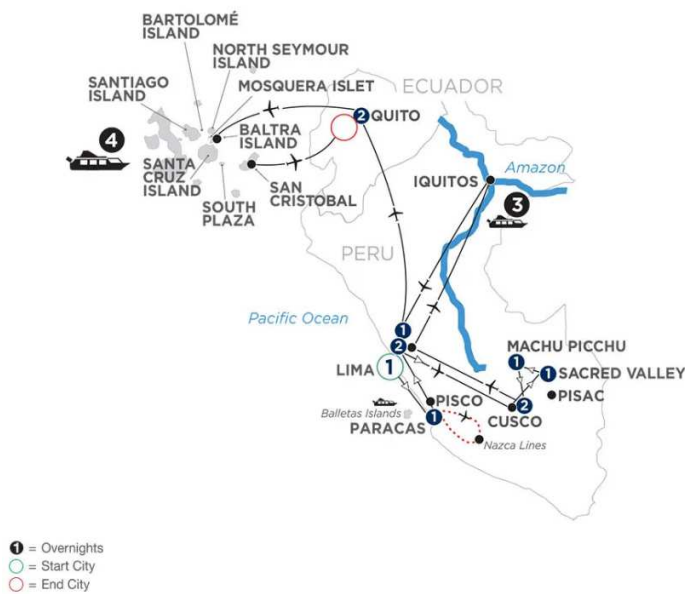 BARTOLOMÉ
ISLAND
NORTH SEYMOUR
ISLAND
MOSQUERA ISLET
SANTIAGO
ISLAND
ECUADOR
2 QUITO
4
BALTRA
ISLAND
SANTA
CRUZ
ISLAND
SAN
CRISTOBAL
SOUTH
PLAZA
Amazon
IQUITOS
3
PERU
Pacific Ocean
1
2
LIMA 1
MACHU PICCHU
1
1 SACRED VALLEY
PISAC
2
CUSCO
PISCO
Balletas Islands
1
PARACAS
Nazca Lines
1 = Overnights
= Start City
= End City